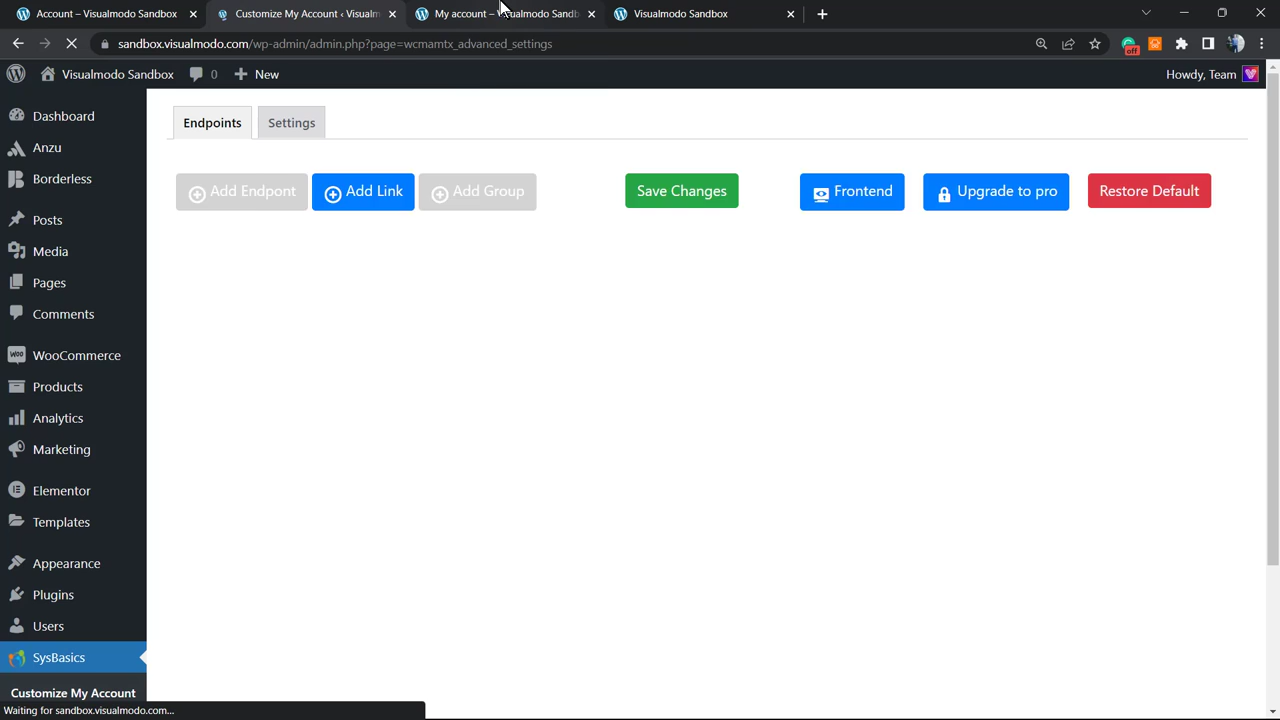 Account – Visualmodo Sandbox
Customize My Account ‹ Visualm
My account – Visualmodo Sandb
Visualmodo Sandbox
sandbox.visualmodo.com/wp-admin/admin.php?page=wcmamtx_advanced_settings
off
Visualmodo Sandbox
0
New
Howdy, Team
Dashboard
Anzu
Borderless
Posts
Media
Pages
Comments
WooCommerce
Products
Analytics
Marketing
Elementor
Templates
Appearance
Plugins
Users
SysBasics
Customize My Account
Endpoints
Settings
Add Endpont
Add Link
Add Group
Save Changes
Frontend
Upgrade to pro
Restore Default
Waiting for sandbox.visualmodo.com...